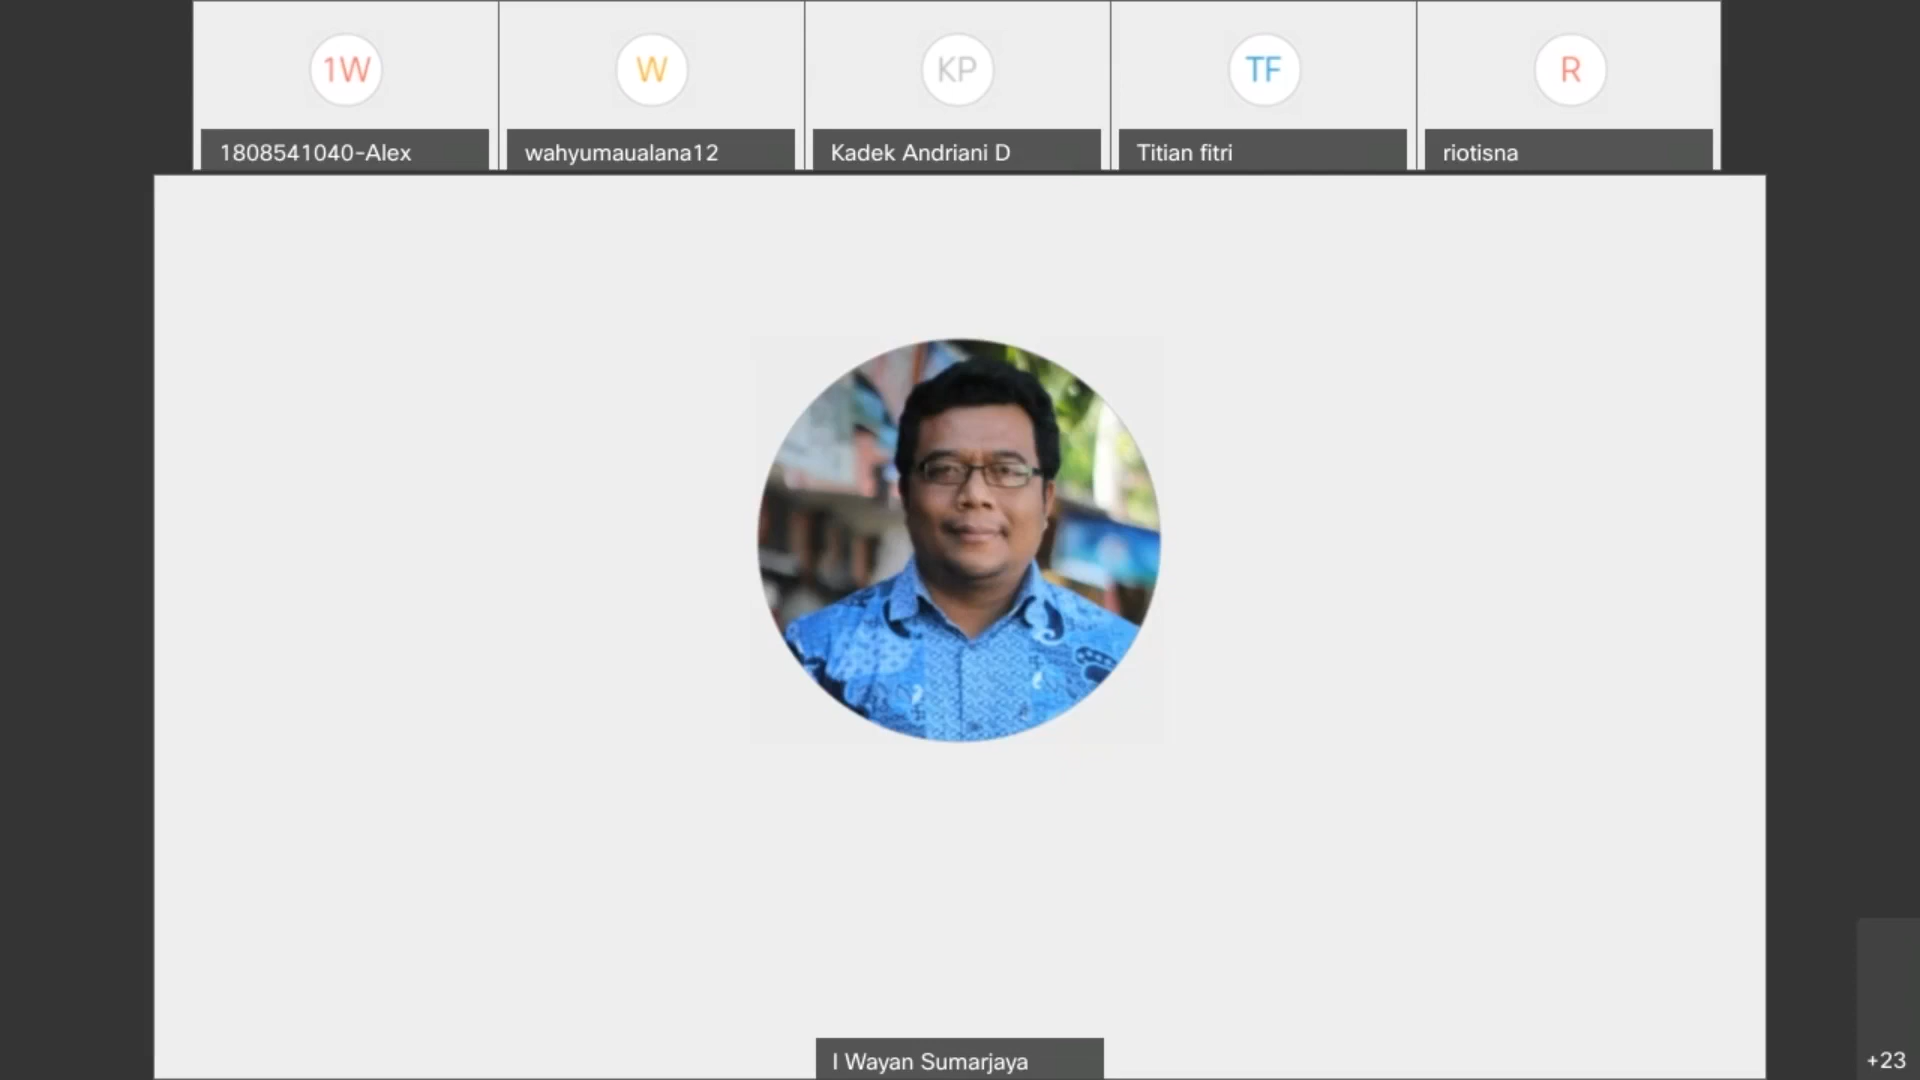 1W
W
KP
TF
R
1808541040-Alex
wahyumaualana12
Kadek Andriani D
Titian fitri
riotisna
I Wayan Sumarjaya
+23